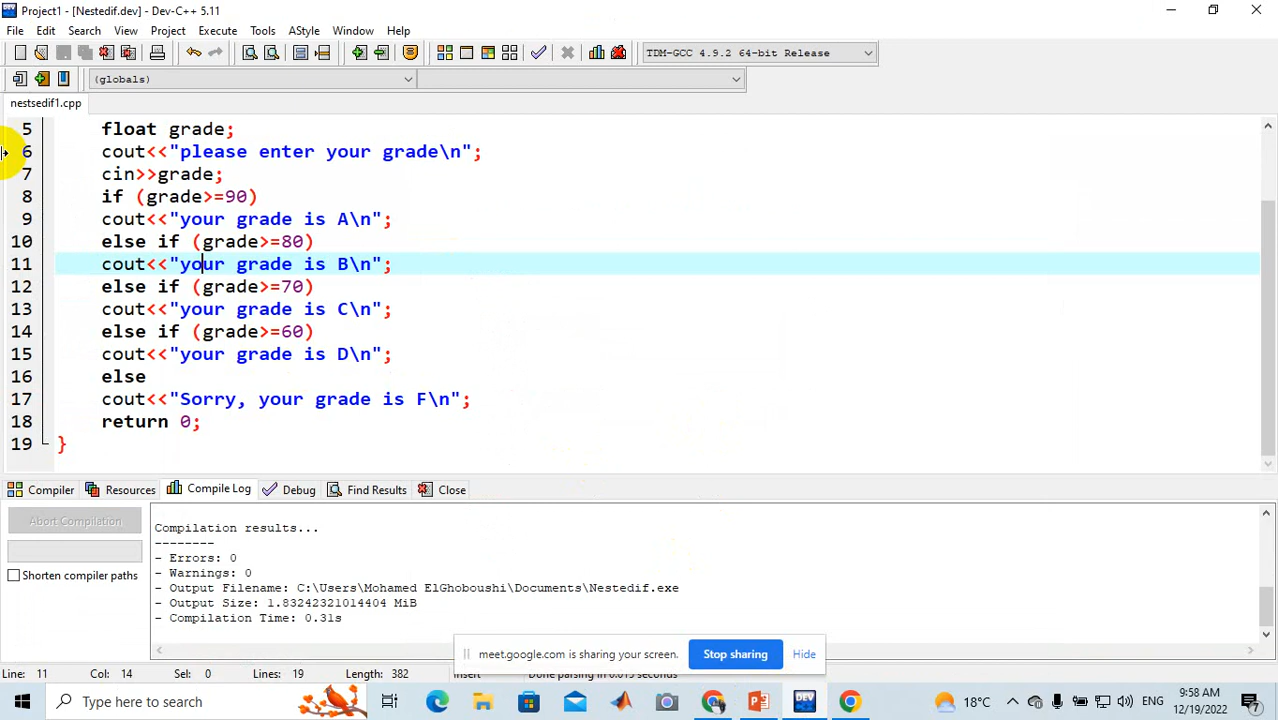 Project1 - [Nestedif.dev] - Dev-C++ 5.11
File Edit Search View Project Execute Tools AStyle Window Help
TDM-GCC 4.9.2 64-bit Release
(globals)
nestsedif1.cpp
5 float grade;
6 cout<<"please enter your grade\n";
7 cin>>grade;
8 if (grade>=90)
9 cout<<"your grade is A\n";
10 else if (grade>=80)
11 cout<<"your grade is B\n";
12 else if (grade>=70)
13 cout<<"your grade is C\n";
14 else if (grade>=60)
15 cout<<"your grade is D\n";
16 else
17 cout<<"Sorry, your grade is F\n";
18 return 0;
19 }
Compiler Resources Compile Log Debug Find Results Close
Abort Compilation
Shorten compiler paths
Compilation results...
--------
- Errors: 0
- Warnings: 0
- Output Filename: C:\Users\Mohamed ElGhoboushi\Documents\Nestedif.exe
- Output Size: 1.83242321014404 MiB
- Compilation Time: 0.31s
meet.google.com is sharing your screen. Stop sharing Hide
Line: 11 Col: 14 Sel: 0 Lines: 19 Length: 382 Insert Done parsing in 0.015 seconds
Type here to search
18°C
ENG
9:58 AM
12/19/2022
7